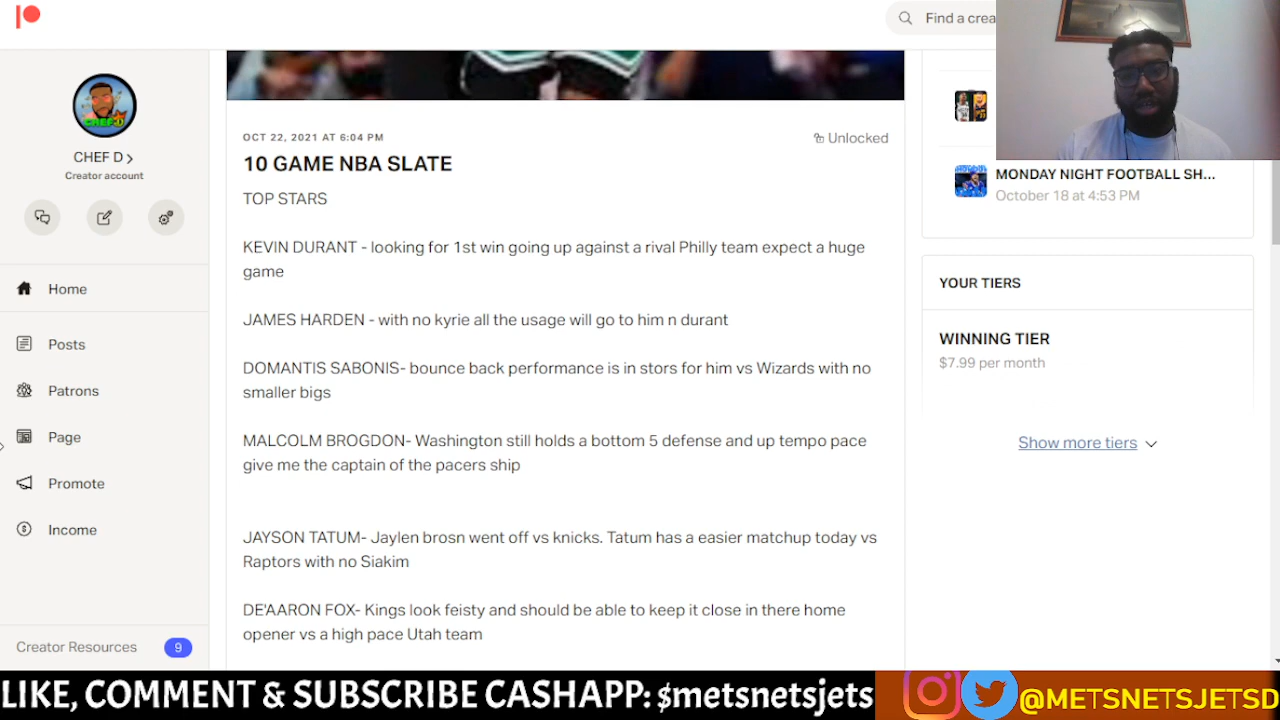 Find a crea
CHEF D
CHEF D >
Creator account
Home
Posts
Patrons
Page
Promote
Income
Creator Resources
9
OCT 22, 2021 AT 6:04 PM
Unlocked
10 GAME NBA SLATE
TOP STARS
KEVIN DURANT - looking for 1st win going up against a rival Philly team expect a huge
game
JAMES HARDEN - with no kyrie all the usage will go to him n durant
DOMANTIS SABONIS- bounce back performance is in stors for him vs Wizards with no
smaller bigs
MALCOLM BROGDON- Washington still holds a bottom 5 defense and up tempo pace
give me the captain of the pacers ship
JAYSON TATUM- Jaylen brosn went off vs knicks. Tatum has a easier matchup today vs
Raptors with no Siakim
DE'AARON FOX- Kings look feisty and should be able to keep it close in there home
opener vs a high pace Utah team
MONDAY NIGHT FOOTBALL SH...
October 18 at 4:53 PM
YOUR TIERS
WINNING TIER
$7.99 per month
Show more tiers
LIKE, COMMENT & SUBSCRIBE CASHAPP: $metsnetsjets
@METSNETSJETSD